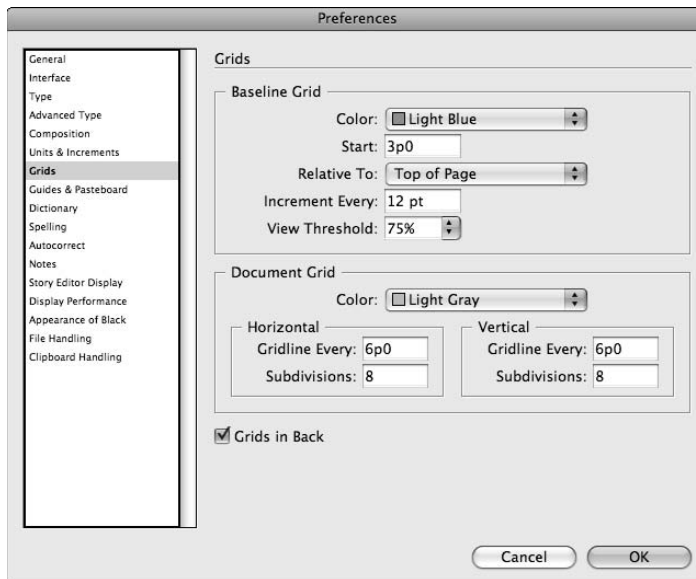 Preferences
General
Interface
Type
Advanced Type
Composition
Units & Increments
Grids
Guides & Pasteboard
Dictionary
Spelling
Autocorrect
Notes
Story Editor Display
Display Performance
Appearance of Black
File Handling
Clipboard Handling
Grids
Baseline Grid
Color: Light Blue
Start: 3p0
Relative To: Top of Page
Increment Every: 12 pt
View Threshold: 75%
Document Grid
Color: Light Gray
Horizontal
Gridline Every: 6p0
Subdivisions: 8
Vertical
Gridline Every: 6p0
Subdivisions: 8
Grids in Back
Cancel OK